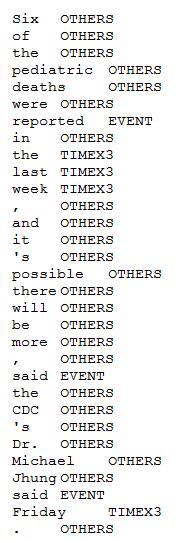 Six OTHERS
of OTHERS
the OTHERS
pediatric OTHERS
deaths OTHERS
were OTHERS
reported EVENT
in OTHERS
the TIMEX3
last TIMEX3
week TIMEX3
, OTHERS
and OTHERS
it OTHERS
's OTHERS
possible OTHERS
there OTHERS
will OTHERS
be OTHERS
more OTHERS
, OTHERS
said EVENT
the OTHERS
CDC OTHERS
's OTHERS
Dr. OTHERS
Michael OTHERS
Jhung OTHERS
said EVENT
Friday TIMEX3
. OTHERS